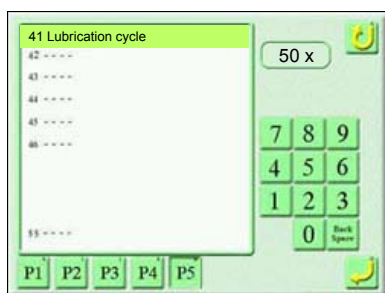 41 Lubrication cycle
42 ----
43 ----
44 ----
45 ----
46 ----
55 ----
50 x
7 8 9
4 5 6
1 2 3
0 Back Space
P1 P2 P3 P4 P5